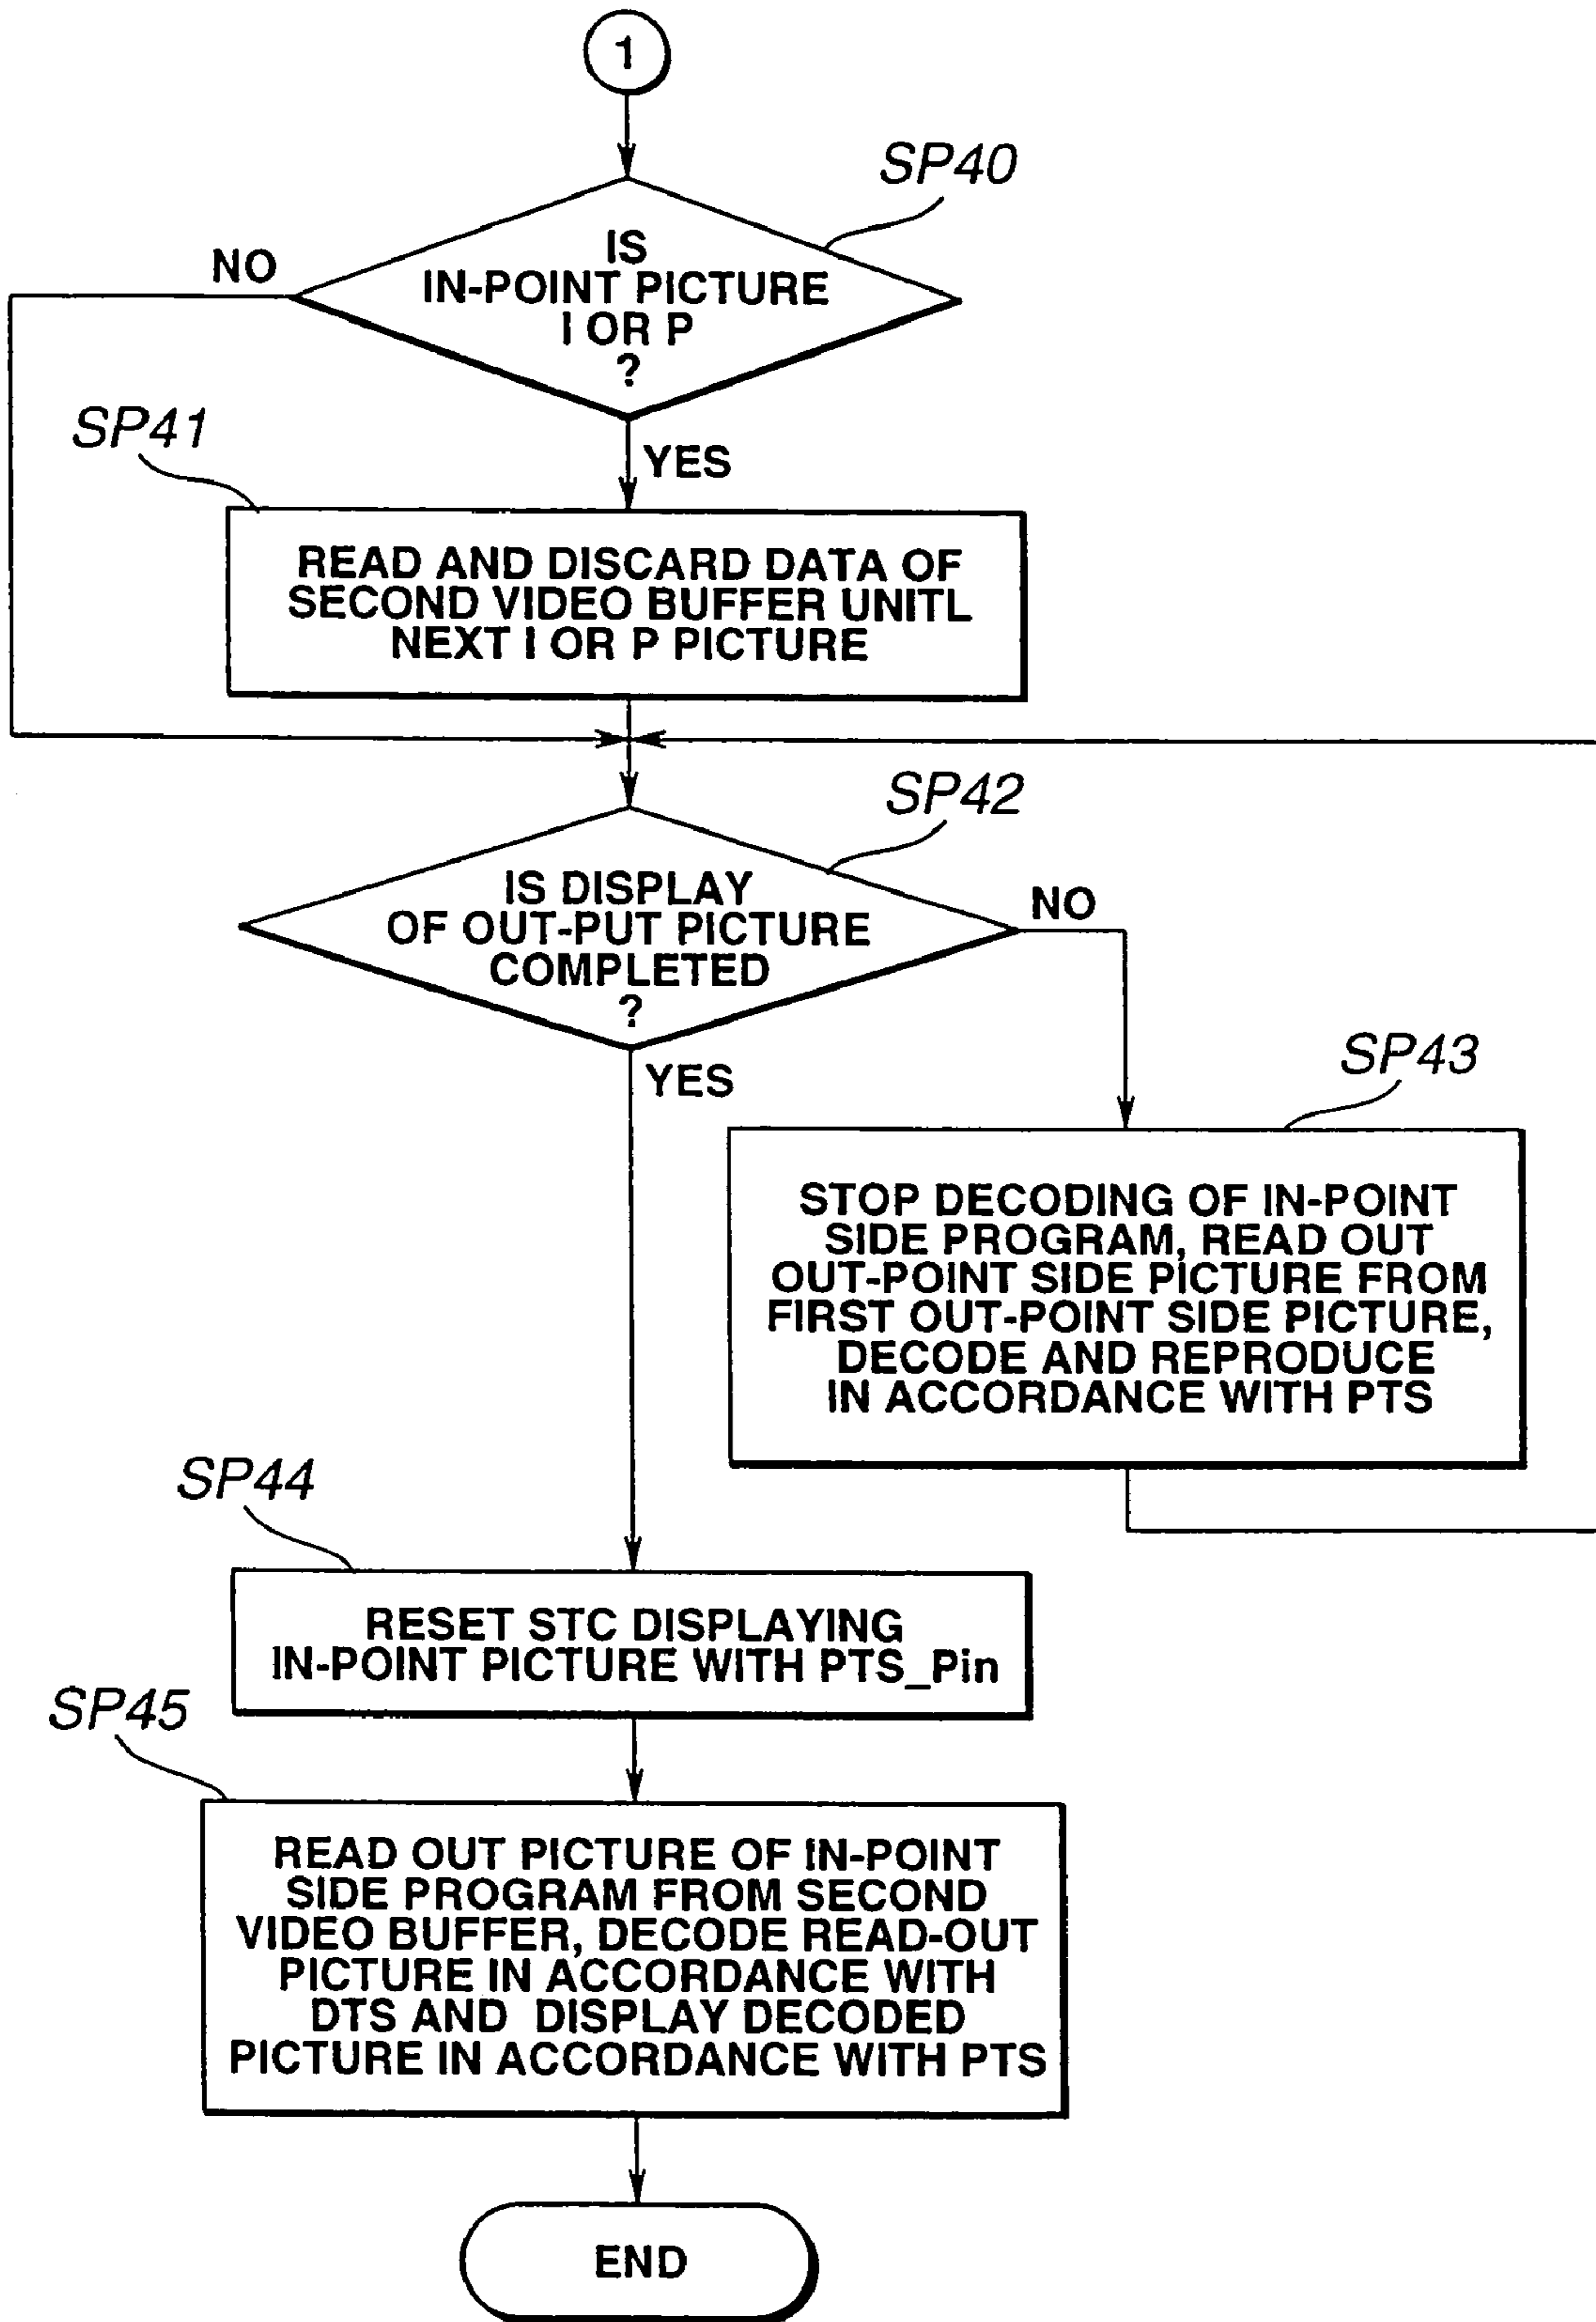 1
SP40
IS
IN-POINT PICTURE
I OR P
?
NO
YES
SP41
READ AND DISCARD DATA OF
SECOND VIDEO BUFFER UNITL
NEXT I OR P PICTURE
SP42
IS DISPLAY
OF OUT-PUT PICTURE
COMPLETED
?
NO
YES
SP43
STOP DECODING OF IN-POINT
SIDE PROGRAM, READ OUT
OUT-POINT SIDE PICTURE FROM
FIRST OUT-POINT SIDE PICTURE,
DECODE AND REPRODUCE
IN ACCORDANCE WITH PTS
SP44
RESET STC DISPLAYING
IN-POINT PICTURE WITH PTS_Pin
SP45
READ OUT PICTURE OF IN-POINT
SIDE PROGRAM FROM SECOND
VIDEO BUFFER, DECODE READ-OUT
PICTURE IN ACCORDANCE WITH
DTS AND DISPLAY DECODED
PICTURE IN ACCORDANCE WITH PTS
END